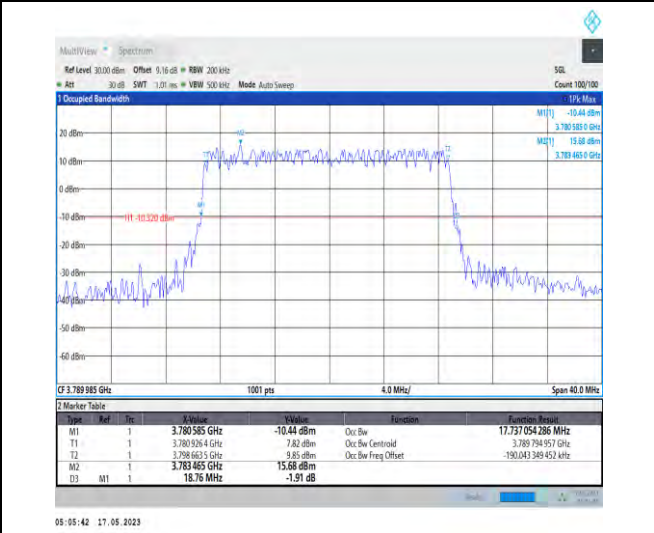 MultiView Spectrum
Ref Level 30.00 dBm Offset 9.16 dB RBW 200 kHz SGL
Att 30 dB SWT 1.01 ms VBW 500 kHz Mode Auto Sweep Count 100/100
1 Occupied Bandwidth 1Pk Max
M1[1] -10.44 dBm
3.780 585 0 GHz
M2[1] 15.68 dBm
3.783 465 0 GHz
20 dBm
M2
T1 T2
10 dBm
0 dBm
M1
-10 dBm H1 -10.320 dBm
-20 dBm
-30 dBm
-40 dBm
-50 dBm
-60 dBm
CF 3.789 985 GHz 1001 pts 4.0 MHz/ Span 40.0 MHz
2 Marker Table
Type Ref Trc X-Value Y-Value Function Function Result
M1 1 3.780 585 GHz -10.44 dBm Occ Bw 17.737 054 286 MHz
T1 1 3.780 926 4 GHz 7.82 dBm Occ Bw Centroid 3.789 794 957 GHz
T2 1 3.798 663 5 GHz 9.85 dBm Occ Bw Freq Offset -190.043 349 452 kHz
M2 1 3.783 465 GHz 15.68 dBm
D3 M1 1 18.76 MHz -1.91 dB
05:05:42 17.05.2023